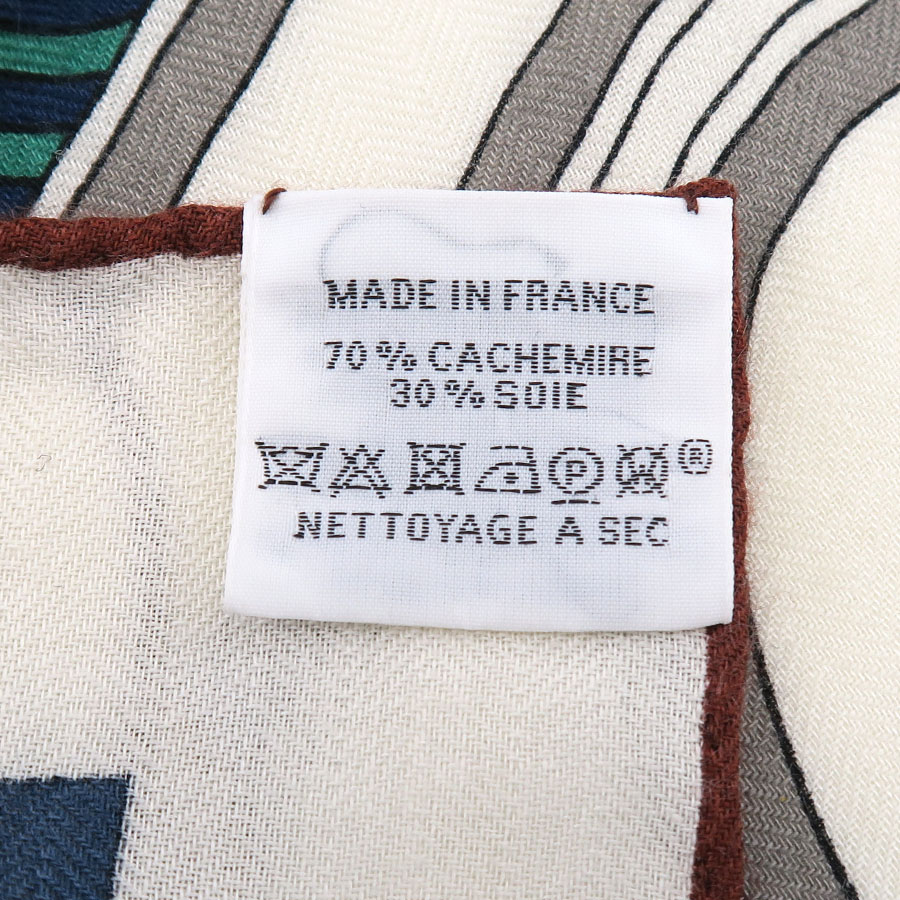 MADE IN FRANCE
70 % CACHEMIRE
30 % SOIE
P ®
NETTOYAGE A SEC